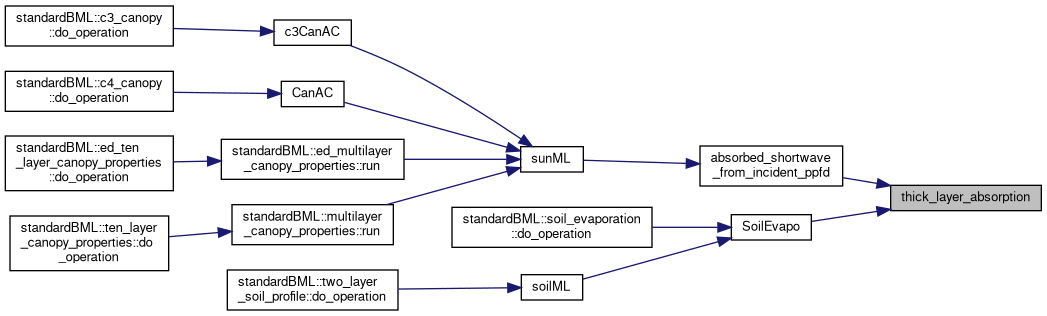 standardBML::c3_canopy
::do_operation
c3CanAC
standardBML::c4_canopy
::do_operation
CanAC
standardBML::ed_ten
_layer_canopy_properties
::do_operation
standardBML::ed_multilayer
_canopy_properties::run
sunML
absorbed_shortwave
_from_incident_ppfd
thick_layer_absorption
standardBML::ten_layer
_canopy_properties::do
_operation
standardBML::multilayer
_canopy_properties::run
standardBML::soil_evaporation
::do_operation
SoilEvapo
standardBML::two_layer
_soil_profile::do_operation
soilML